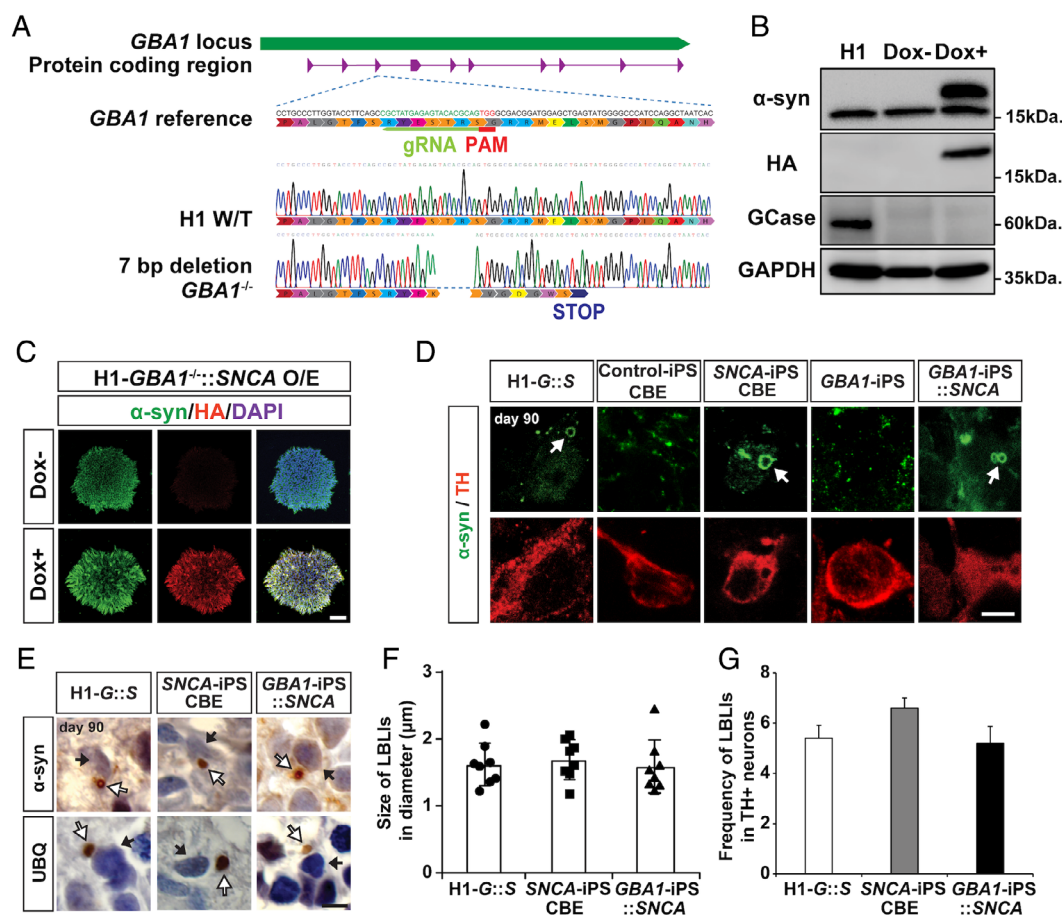 A
GBA1 locus
Protein coding region
CCTGCCCTTGGTACCTTCAGCCGCTATGAGAGTACACGCAGTGGCGACGGATGGAGCTGAGTATGGGGCCCATCCAGGCTAATCAC
GBA1 reference
gRNA PAM
H1 W/T
7 bp deletion
GBA1-/-
STOP
B
H1 Dox- Dox+
α-syn
15kDa.
HA
15kDa.
GCase
60kDa.
GAPDH
35kDa.
C
H1-GBA1-/-::SNCA O/E
α-syn/HA/DAPI
Dox-
Dox+
D
H1-G::S
Control-iPS
CBE
SNCA-iPS
CBE
GBA1-iPS
GBA1-iPS
::SNCA
day 90
α-syn / TH
E
H1-G::S
SNCA-iPS
CBE
GBA1-iPS
::SNCA
day 90
α-syn
UBQ
F
Size of LBLIs
in diameter (µm)
3
2
1
0
H1-G::S
SNCA-iPS
CBE
GBA1-iPS
::SNCA
G
Frequency of LBLIs
in TH+ neurons
8
6
4
2
0
H1-G::S
SNCA-iPS
CBE
GBA1-iPS
::SNCA